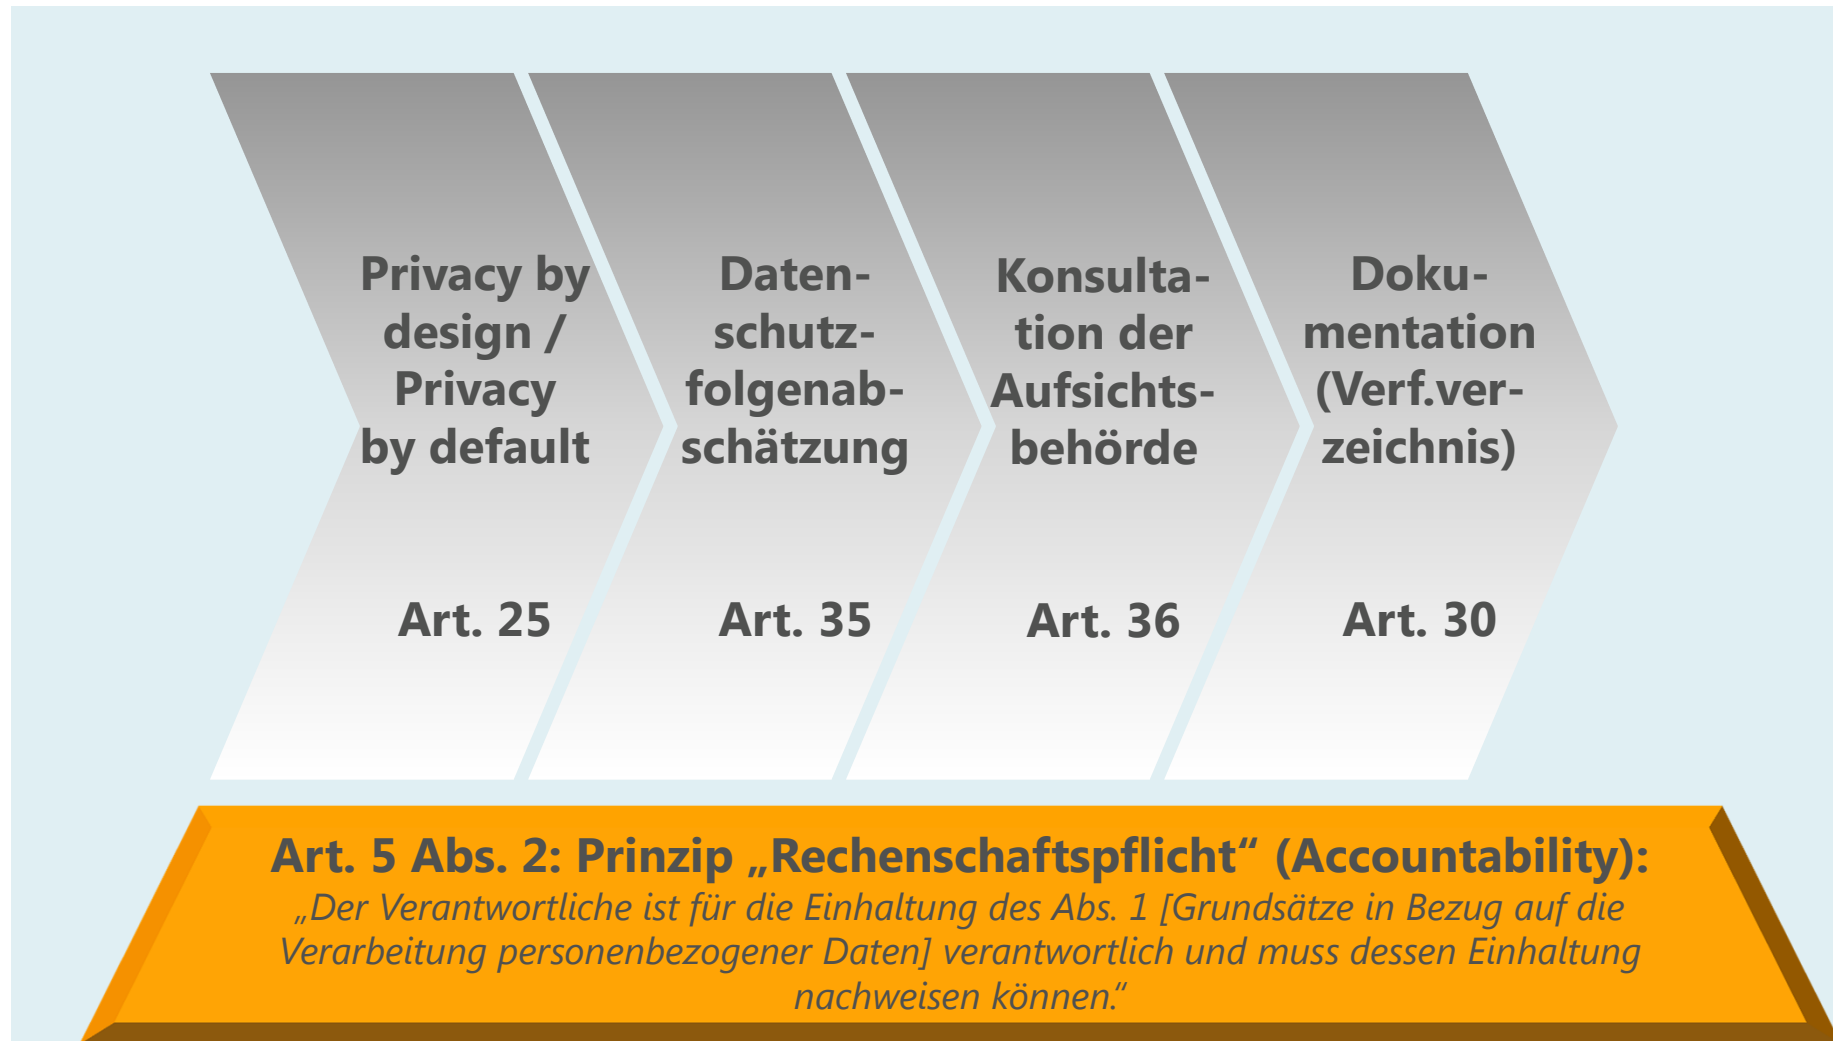 Privacy by
design /
Privacy
by default
Art. 25
Daten-
schutz-
folgenab-
schätzung
Art. 35
Konsulta-
tion der
Aufsichts-
behörde
Art. 36
Doku-
mentation
(Verf.ver-
zeichnis)
Art. 30
Art. 5 Abs. 2: Prinzip „Rechenschaftspflicht“ (Accountability):
„Der Verantwortliche ist für die Einhaltung des Abs. 1 [Grundsätze in Bezug auf die
Verarbeitung personenbezogener Daten] verantwortlich und muss dessen Einhaltung
nachweisen können.“